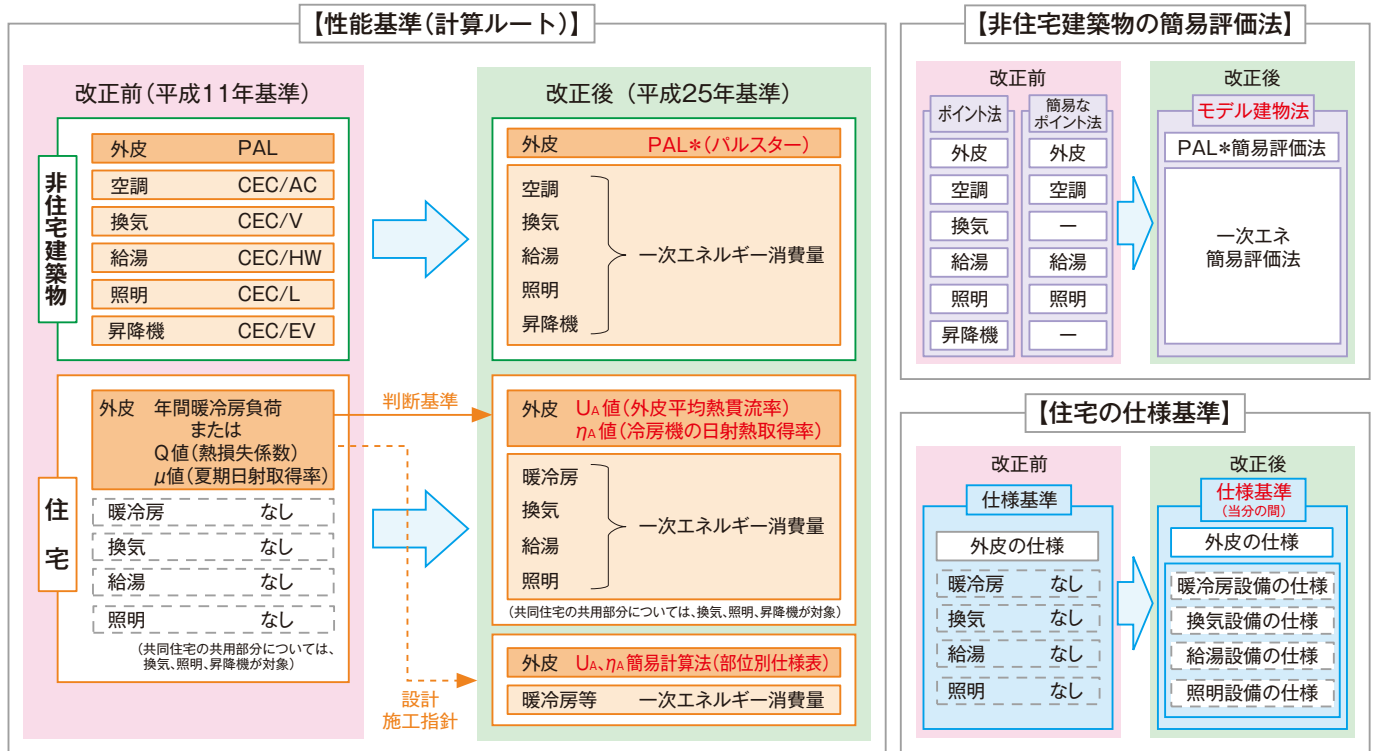 【性能基準(計算ルート)】
改正前(平成11年基準)
非住宅建築物
外皮 PAL
空調 CEC/AC
換気 CEC/V
給湯 CEC/HW
照明 CEC/L
昇降機 CEC/EV
住宅
外皮 年間暖冷房負荷
または
Q値(熱損失係数)
μ値(夏期日射取得率)
暖冷房 なし
換気 なし
給湯 なし
照明 なし
(共同住宅の共用部分については、
換気、照明、昇降機が対象)
判断基準
設計
施工指針
改正後 (平成25年基準)
外皮 PAL*(パルスター)
空調
換気
給湯
照明
昇降機
一次エネルギー消費量
外皮 UA値(外皮平均熱貫流率)
ηA値(冷房機の日射熱取得率)
暖冷房
換気
給湯
照明
一次エネルギー消費量
(共同住宅の共用部分については、換気、照明、昇降機が対象)
外皮 UA、ηA簡易計算法(部位別仕様表)
暖冷房等 一次エネルギー消費量
【非住宅建築物の簡易評価法】
改正前
ポイント法
外皮
空調
換気
給湯
照明
昇降機
簡易な
ポイント法
外皮
空調
—
給湯
照明
—
改正後
モデル建物法
PAL*簡易評価法
一次エネ
簡易評価法
【住宅の仕様基準】
改正前
仕様基準
外皮の仕様
暖冷房 なし
換気 なし
給湯 なし
照明 なし
改正後
仕様基準
(当分の間)
外皮の仕様
暖冷房設備の仕様
換気設備の仕様
給湯設備の仕様
照明設備の仕様